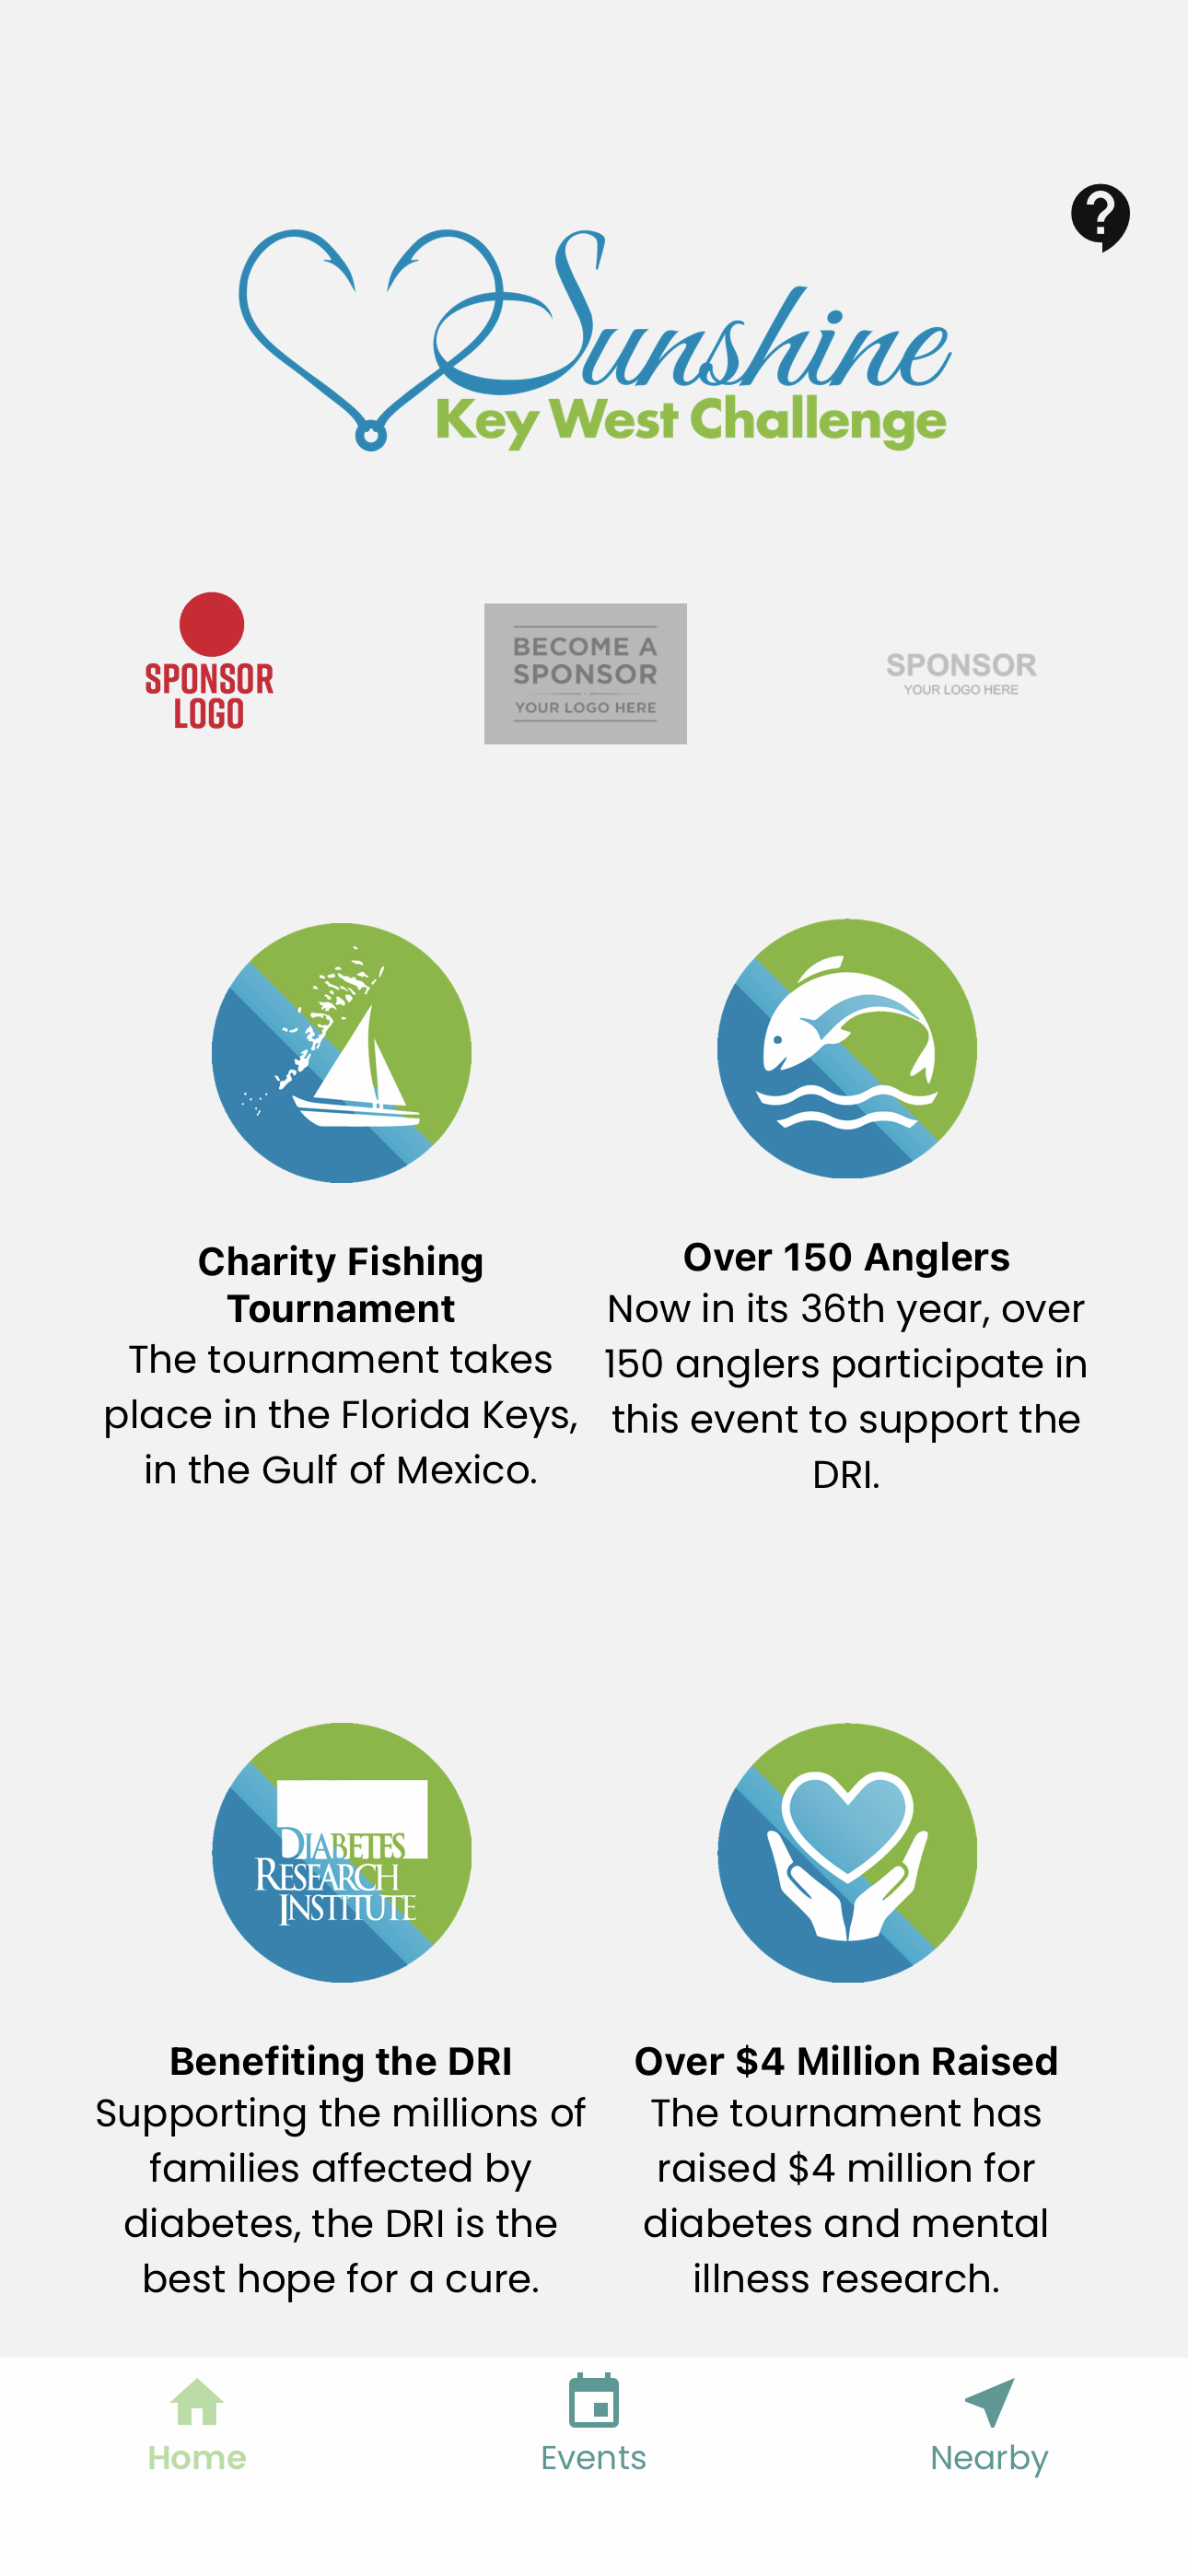 ?
Sunshine
Key West Challenge
SPONSOR
LOGO
BECOME A
SPONSOR
YOUR LOGO HERE
SPONSOR
YOUR LOGO HERE
Charity Fishing
Tournament
The tournament takes
place in the Florida Keys,
in the Gulf of Mexico.
Over 150 Anglers
Now in its 36th year, over
150 anglers participate in
this event to support the
DRI.
DIABETES
RESEARCH
INSTITUTE
Benefiting the DRI
Supporting the millions of
families affected by
diabetes, the DRI is the
best hope for a cure.
Over $4 Million Raised
The tournament has
raised $4 million for
diabetes and mental
illness research.
Home
Events
Nearby